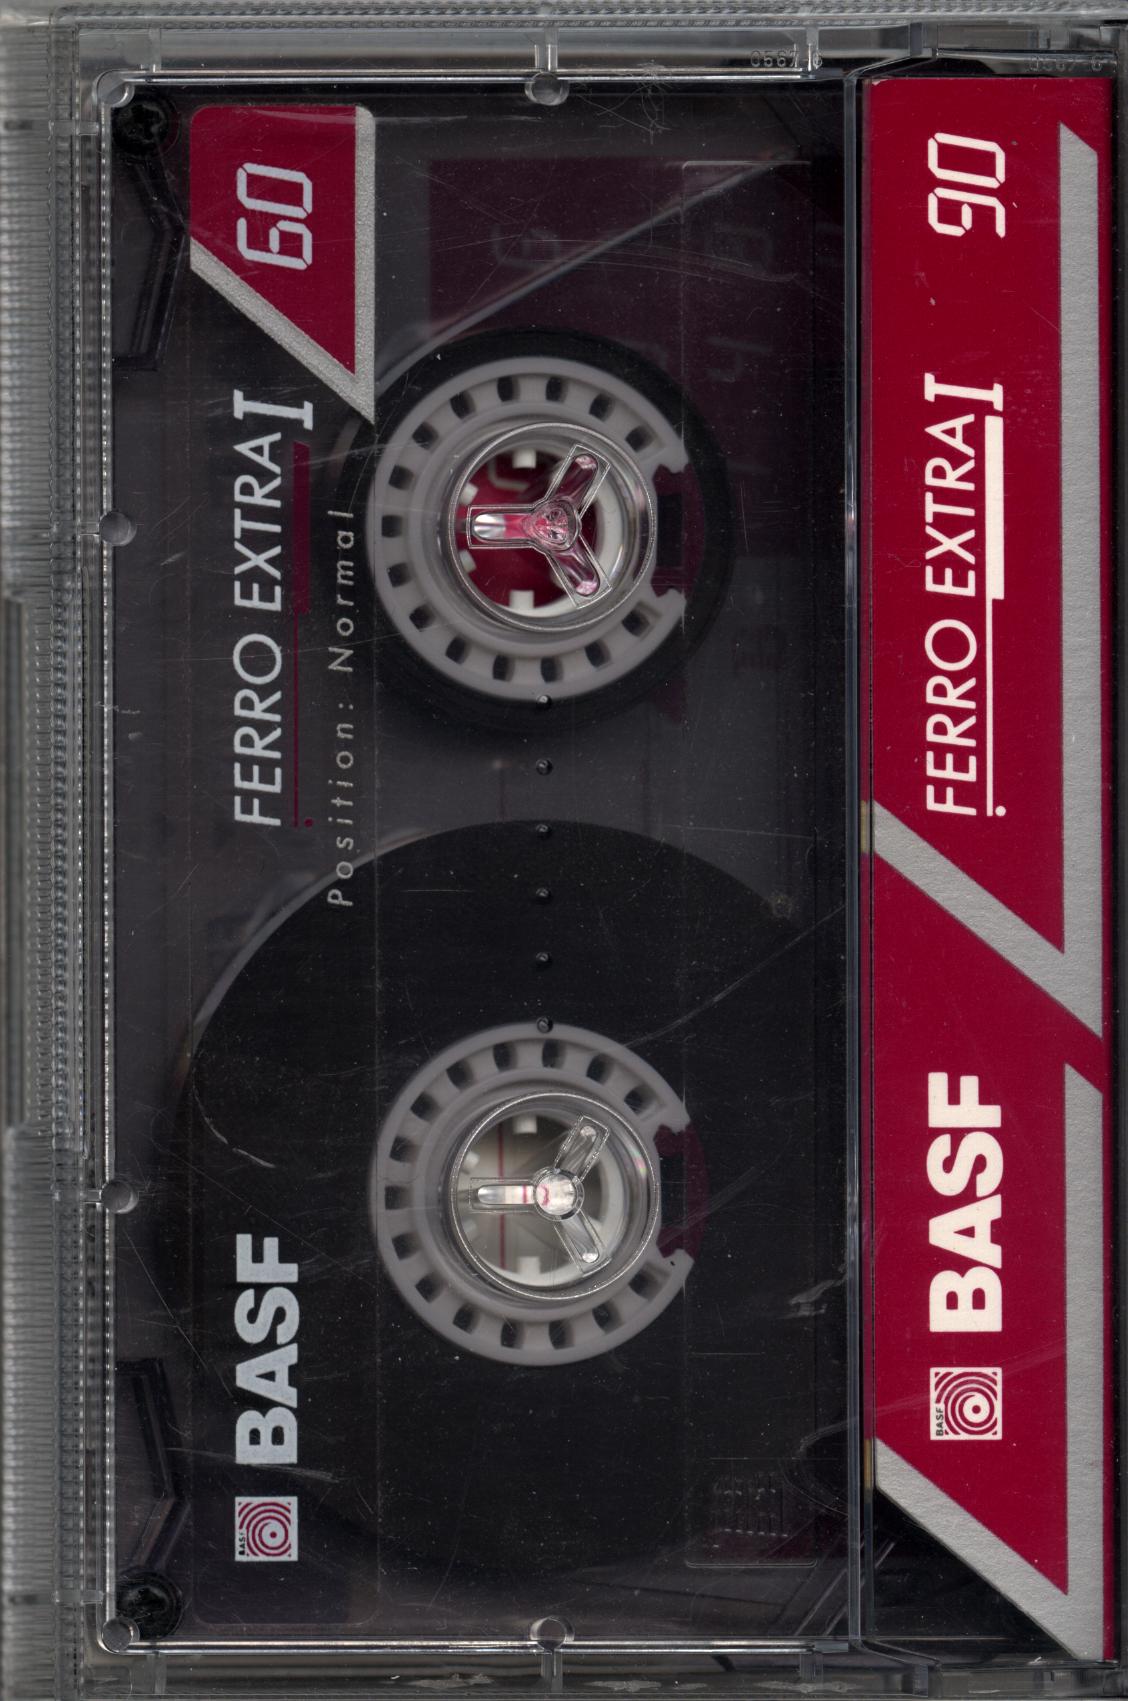 BASF
BASF
FERRO EXTRA I
60
Position: Normal
BASF
BASF
FERRO EXTRA I
90